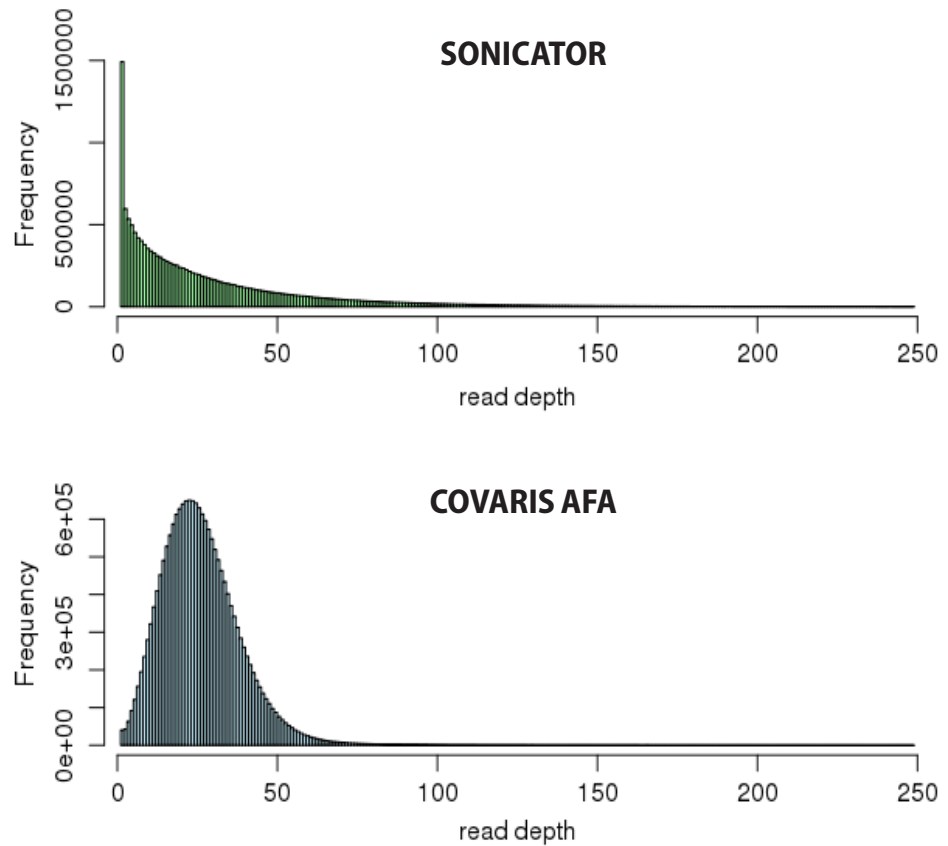 SONICATOR
Frequency
0
500000
1500000
0 50 100 150 200 250
read depth
COVARIS AFA
Frequency
0e+00
3e+05
6e+05
0 50 100 150 200 250
read depth